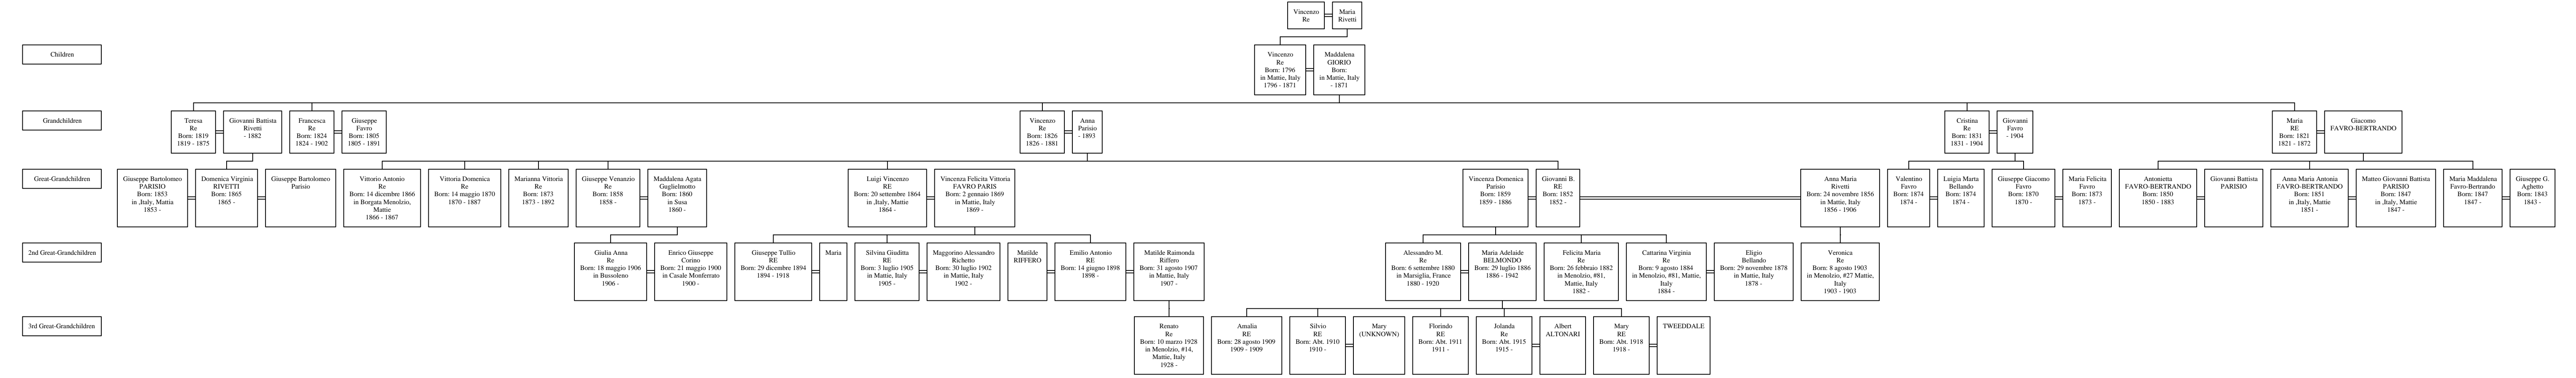 Vincenzo
Re
Maria
Rivetti
Children
Vincenzo
Re
Born: 1796
in Mattie, Italy
1796 - 1871
Maddalena
GIORIO
Born:
in Mattie, Italy
- 1871
Grandchildren
Teresa
Re
Born: 1819
1819 - 1875
Giovanni Battista
Rivetti
- 1882
Francesca
Re
Born: 1824
1824 - 1902
Giuseppe
Favro
Born: 1805
1805 - 1891
Vincenzo
Re
Born: 1826
1826 - 1881
Anna
Parisio
- 1893
Cristina
Re
Born: 1831
1831 - 1904
Giovanni
Favro
- 1904
Maria
RE
Born: 1821
1821 - 1872
Giacomo
FAVRO-BERTRANDO
Great-Grandchildren
Giuseppe Bartolomeo
PARISIO
Born: 1853
in ,Italy, Mattia
1853 -
Domenica Virginia
RIVETTI
Born: 1865
1865 -
Giuseppe Bartolomeo
Parisio
Vittorio Antonio
Re
Born: 14 dicembre 1866
in Borgata Menolzio,
Mattie
1866 - 1867
Vittoria Domenica
Re
Born: 14 maggio 1870
1870 - 1887
Marianna Vittoria
Re
Born: 1873
1873 - 1892
Giuseppe Venanzio
Re
Born: 1858
1858 -
Maddalena Agata
Guglielmotto
Born: 1860
in Susa
1860 -
Luigi Vincenzo
RE
Born: 20 settembre 1864
in ,Italy, Mattie
1864 -
Vincenza Felicita Vittoria
FAVRO PARIS
Born: 2 gennaio 1869
in Mattie, Italy
1869 -
Vincenza Domenica
Parisio
Born: 1859
1859 - 1886
Giovanni B.
RE
Born: 1852
1852 -
Anna Maria
Rivetti
Born: 24 novembre 1856
in Mattie, Italy
1856 - 1906
Valentino
Favro
Born: 1874
1874 -
Luigia Marta
Bellando
Born: 1874
1874 -
Giuseppe Giacomo
Favro
Born: 1870
1870 -
Maria Felicita
Favro
Born: 1873
1873 -
Antonietta
FAVRO-BERTRANDO
Born: 1850
1850 - 1883
Giovanni Battista
PARISIO
Anna Maria Antonia
FAVRO-BERTRANDO
Born: 1851
in ,Italy, Mattie
1851 -
Matteo Giovanni Battista
PARISIO
Born: 1847
in ,Italy, Mattie
1847 -
Maria Maddalena
Favro-Bertrando
Born: 1847
1847 -
Giuseppe G.
Aghetto
Born: 1843
1843 -
2nd Great-Grandchildren
Giulia Anna
Re
Born: 18 maggio 1906
in Bussoleno
1906 -
Enrico Giuseppe
Corino
Born: 21 maggio 1900
in Casale Monferrato
1900 -
Giuseppe Tullio
RE
Born: 29 dicembre 1894
1894 - 1918
Maria
Silvina Giuditta
RE
Born: 3 luglio 1905
in Mattie, Italy
1905 -
Maggorino Alessandro
Richetto
Born: 30 luglio 1902
in Mattie, Italy
1902 -
Matilde
RIFFERO
Emilio Antonio
RE
Born: 14 giugno 1898
1898 -
Matilde Raimonda
Riffero
Born: 31 agosto 1907
in Mattie, Italy
1907 -
Alessandro M.
Re
Born: 6 settembre 1880
in Marsiglia, France
1880 - 1920
Maria Adelaide
BELMONDO
Born: 29 luglio 1886
1886 - 1942
Felicita Maria
Re
Born: 26 febbraio 1882
in Menolzio, #81,
Mattie, Italy
1882 -
Cattarina Virginia
Re
Born: 9 agosto 1884
in Menolzio, #81, Mattie,
Italy
1884 -
Eligio
Bellando
Born: 29 novembre 1878
in Mattie, Italy
1878 -
Veronica
Re
Born: 8 agosto 1903
in Menolzio, #27 Mattie,
Italy
1903 - 1903
3rd Great-Grandchildren
Renato
Re
Born: 10 marzo 1928
in Menolzio, #14,
Mattie, Italy
1928 -
Amalia
RE
Born: 28 agosto 1909
1909 - 1909
Silvio
RE
Born: Abt. 1910
1910 -
Mary
(UNKNOWN)
Florindo
RE
Born: Abt. 1911
1911 -
Jolanda
Re
Born: Abt. 1915
1915 -
Albert
ALTONARI
Mary
RE
Born: Abt. 1918
1918 -
TWEEDDALE